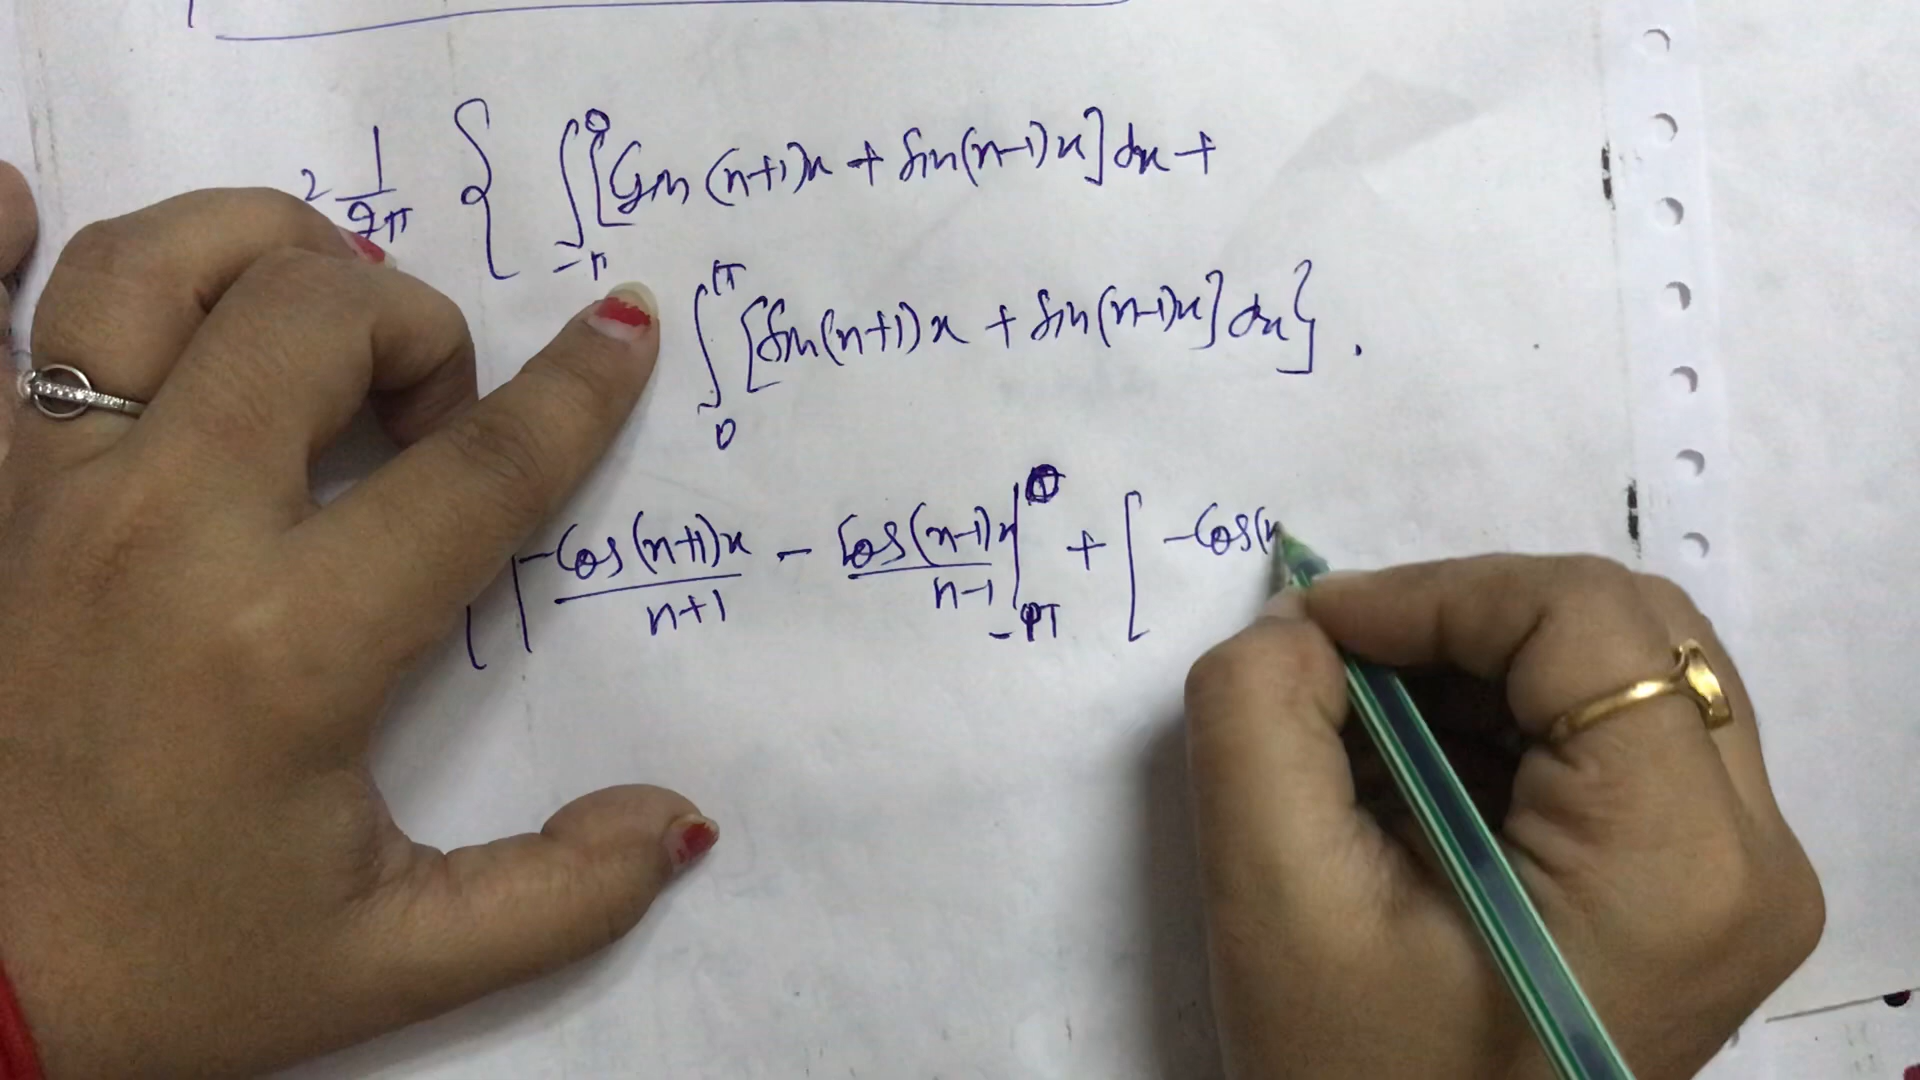 = 1/2π { ∫_{-π}^{0} [Sin(n+1)x + Sin(n-1)x] dx +
∫_{0}^{π} [Sin(n+1)x + Sin(n-1)x] dx } .
[ -Cos(n+1)x / n+1 - Cos(n-1)x / n-1 |_{-π}^{0} + [ -Cos(n